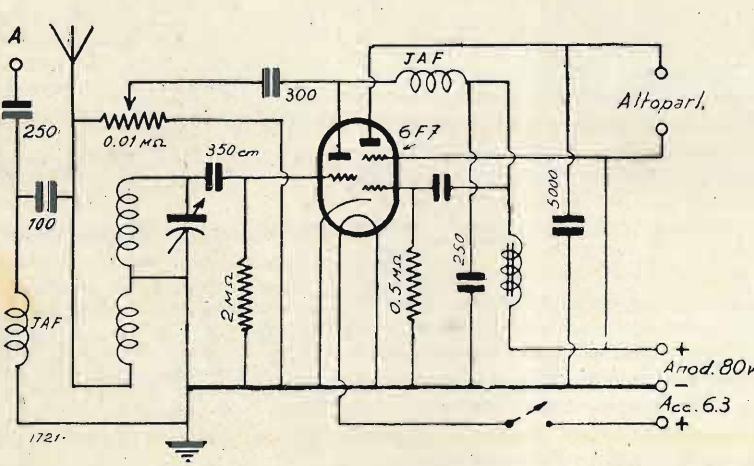 A
JAF
300
6F7
Altoparl.
250
0.01 MΩ
350 cm
100
5000
2 MΩ
0.5 MΩ
250
JAF
+
Anod. 80v
-
Acc. 6.3
+
1721.